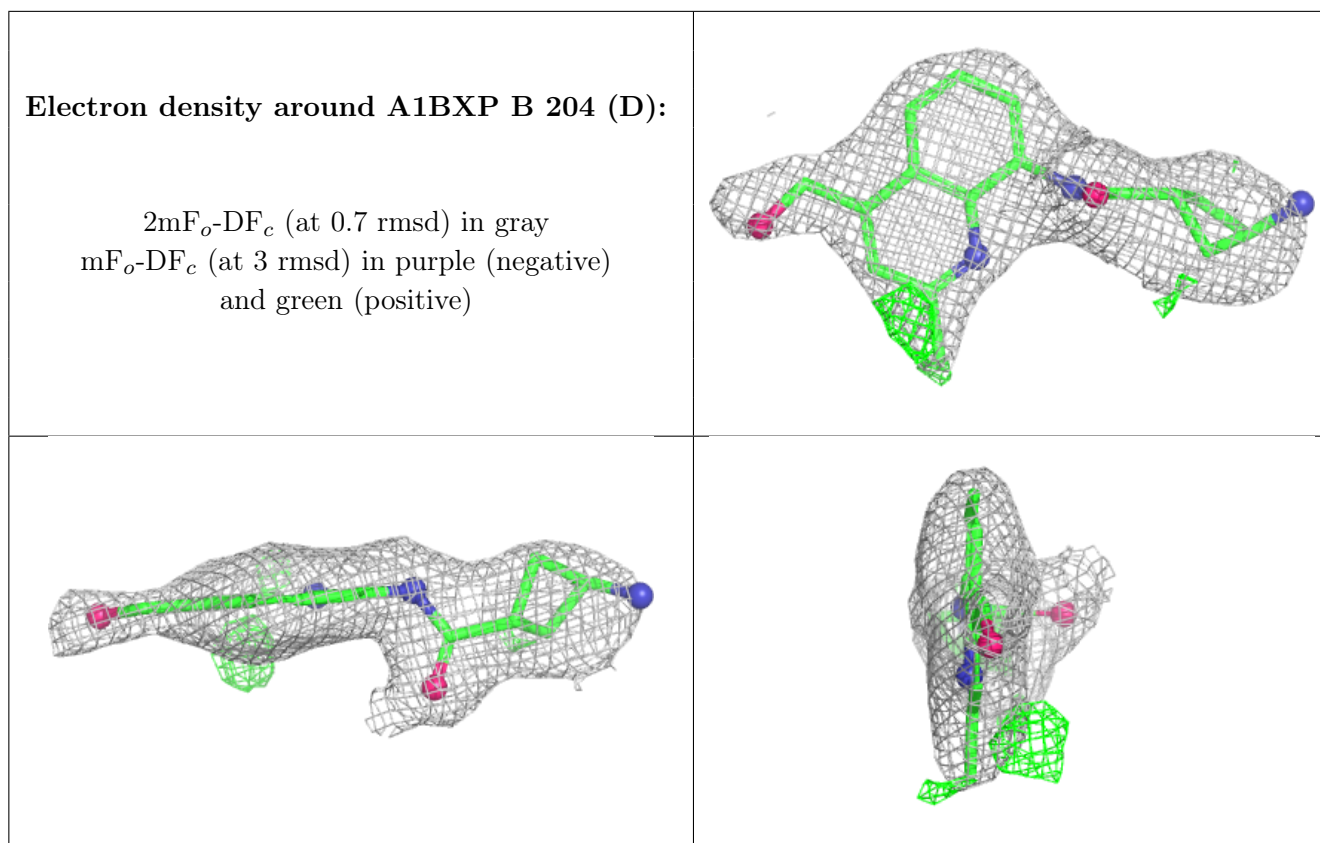 Electron density around A1BXP B 204 (D):
2mFo-DFc (at 0.7 rmsd) in gray
mFo-DFc (at 3 rmsd) in purple (negative)
and green (positive)